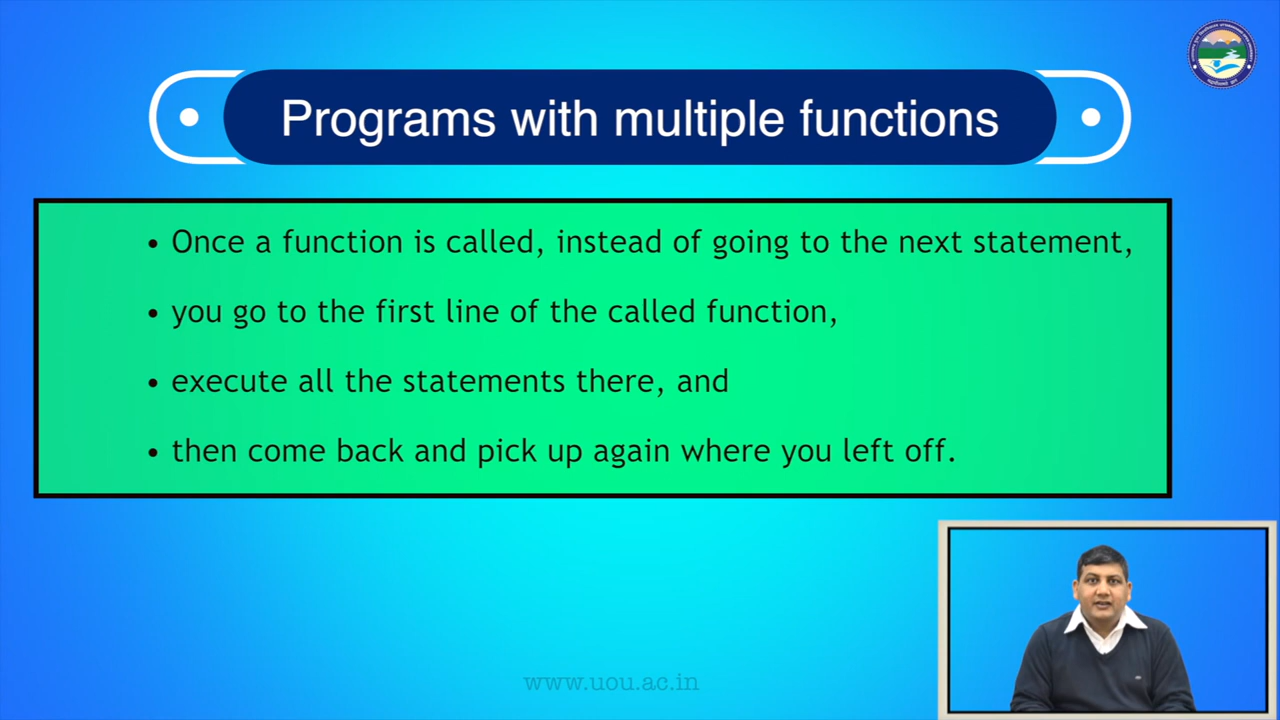 Programs with multiple functions
• Once a function is called, instead of going to the next statement,
• you go to the first line of the called function,
• execute all the statements there, and
• then come back and pick up again where you left off.
www.uou.ac.in